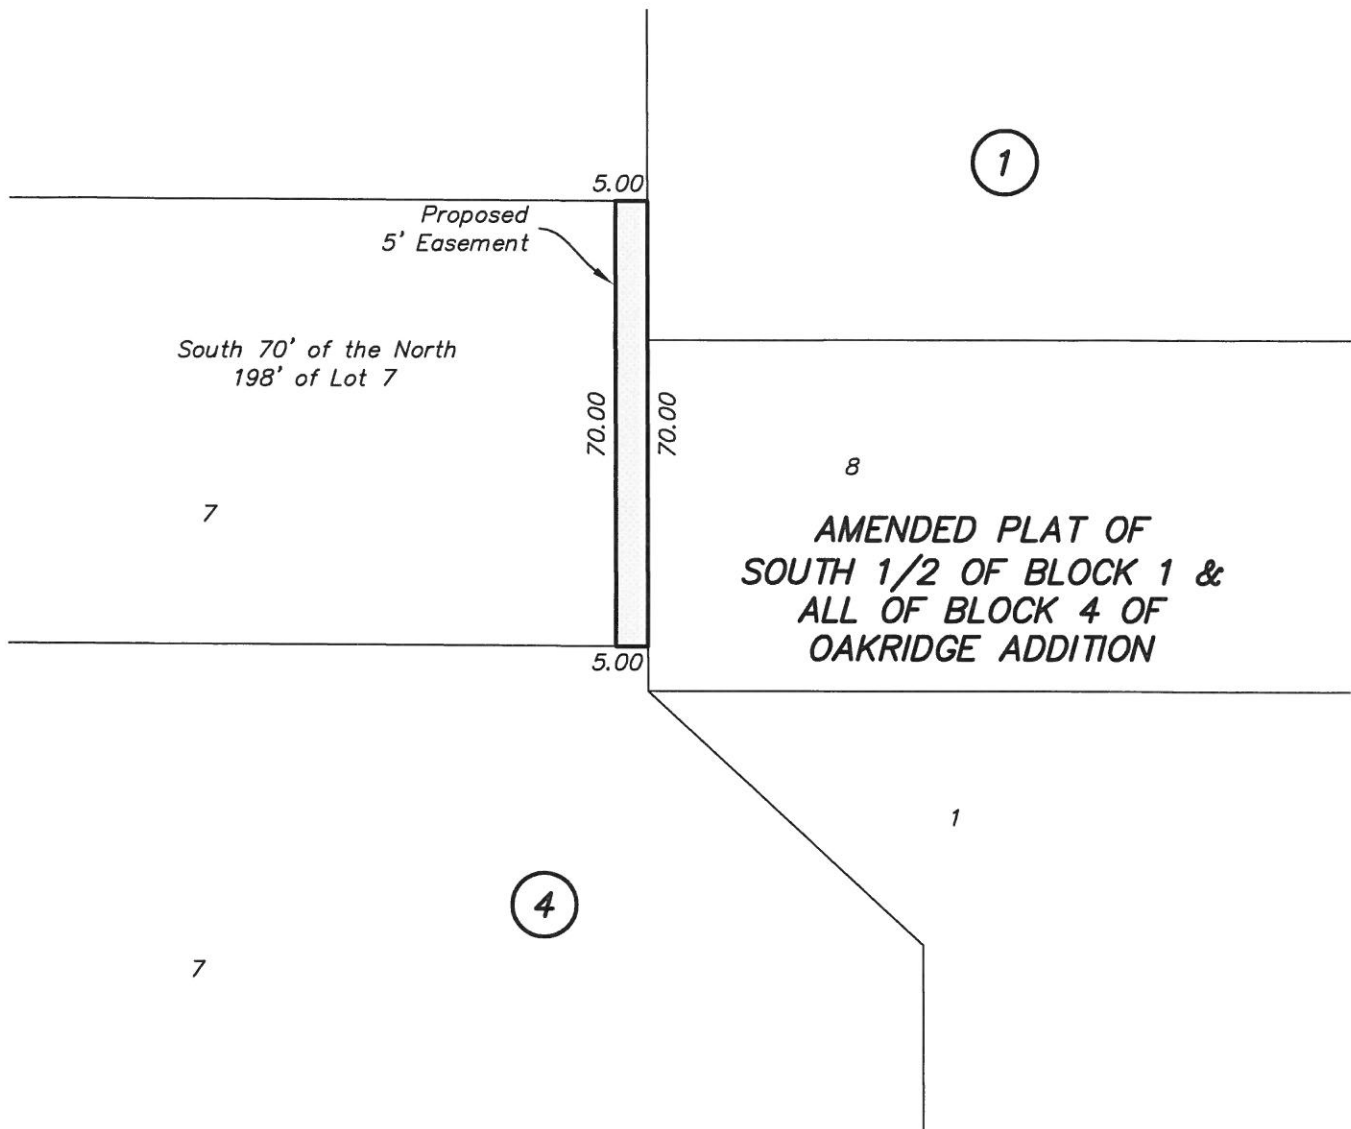 1
5.00
Proposed
5' Easement
South 70' of the North
198' of Lot 7
70.00
70.00
8
7
AMENDED PLAT OF
SOUTH 1/2 OF BLOCK 1 &
ALL OF BLOCK 4 OF
OAKRIDGE ADDITION
5.00
1
4
7